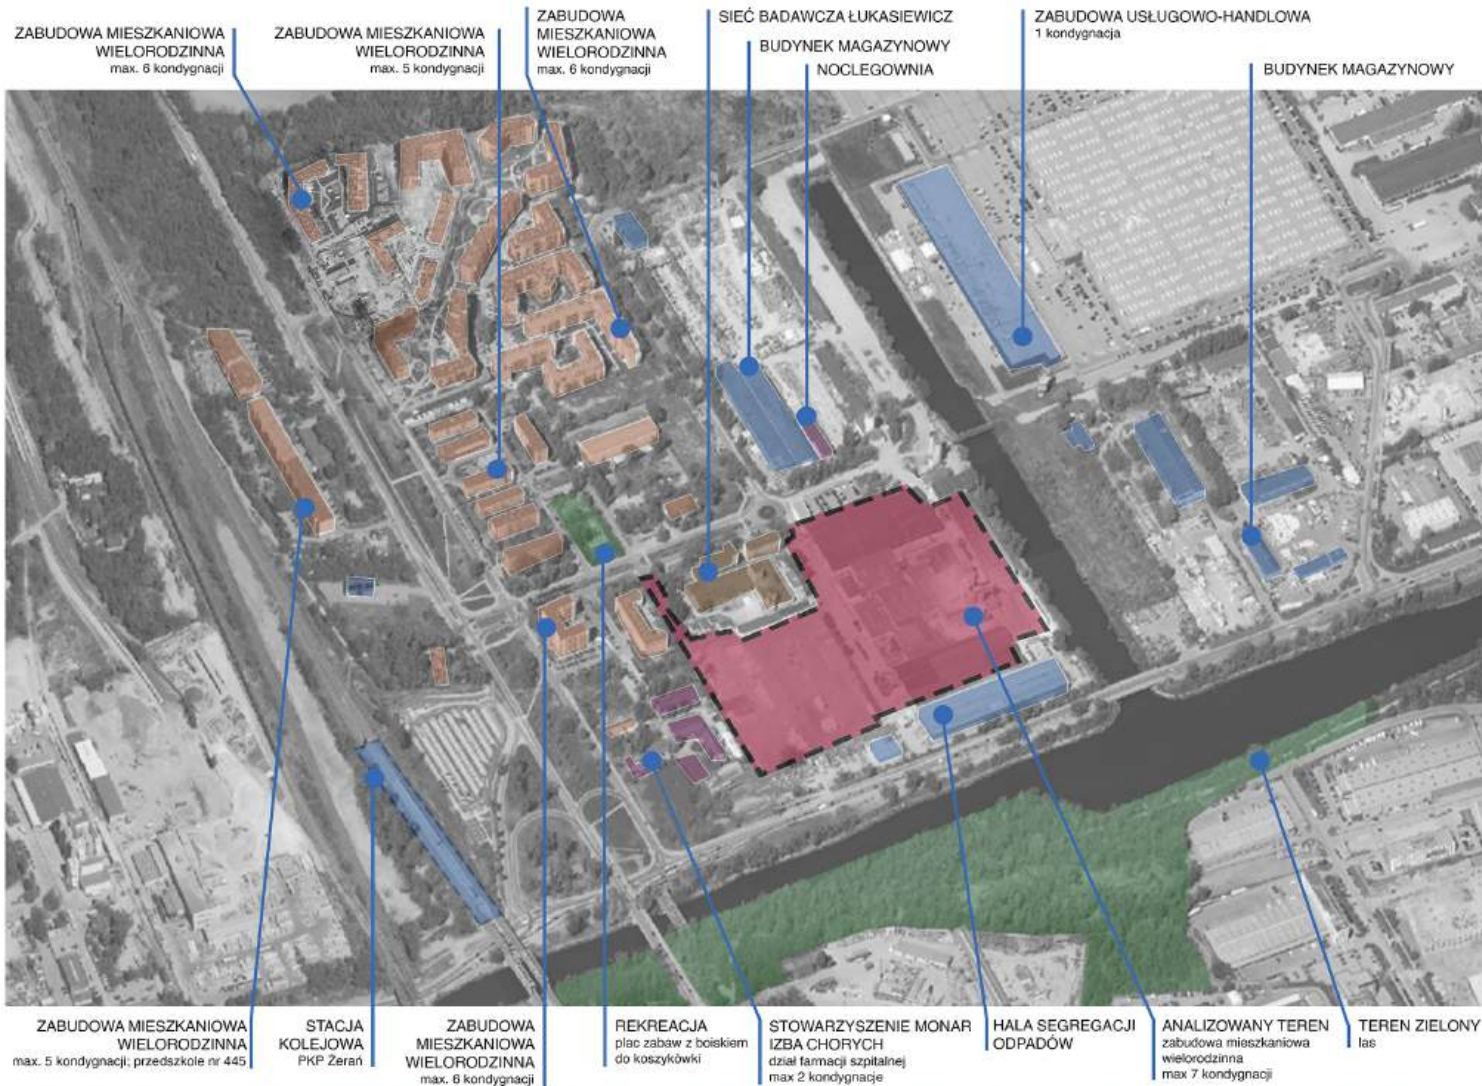 ZABUDOWA MIESZKANIOWA
WIELORODZINNA
max. 6 kondygnacji
ZABUDOWA MIESZKANIOWA
WIELORODZINNA
max. 5 kondygnacji
ZABUDOWA
MIESZKANIOWA
WIELORODZINNA
max. 6 kondygnacji
SIEĆ BADAWCZA ŁUKASIEWICZ
BUDYNEK MAGAZYNOWY
NOCLEGOWNIA
ZABUDOWA USŁUGOWO-HANDLOWA
1 kondygnacja
BUDYNEK MAGAZYNOWY
ZABUDOWA MIESZKANIOWA
WIELORODZINNA
max. 5 kondygnacji; przedszkole nr 445
STACJA
KOLEJOWA
PKP Żerań
ZABUDOWA
MIESZKANIOWA
WIELORODZINNA
max. 6 kondygnacji
REKREACJA
plac zabaw z boiskiem
do koszykówki
STOWARZYSZENIE MONAR
IZBA CHORYCH
dział farmacji szpitalnej
max 2 kondygnacje
HALA SEGREGACJI
ODPADÓW
ANALIZOWANY TEREN
zabudowa mieszkaniowa
wielorodzinna
max 7 kondygnacji
TEREN ZIELONY
las